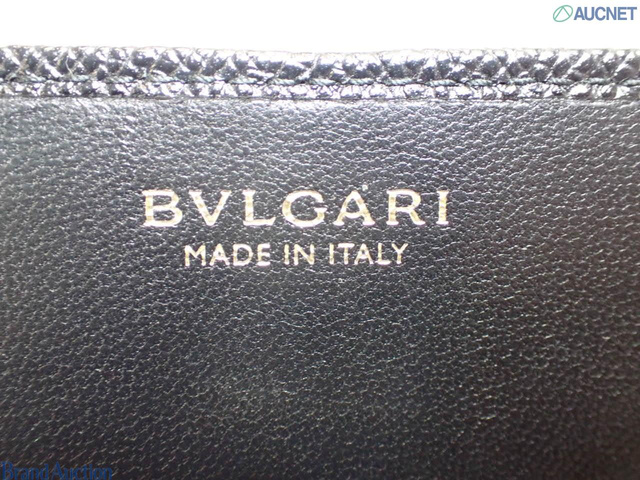 AUCNET
BVLGARI
MADE IN ITALY
Brand Auction